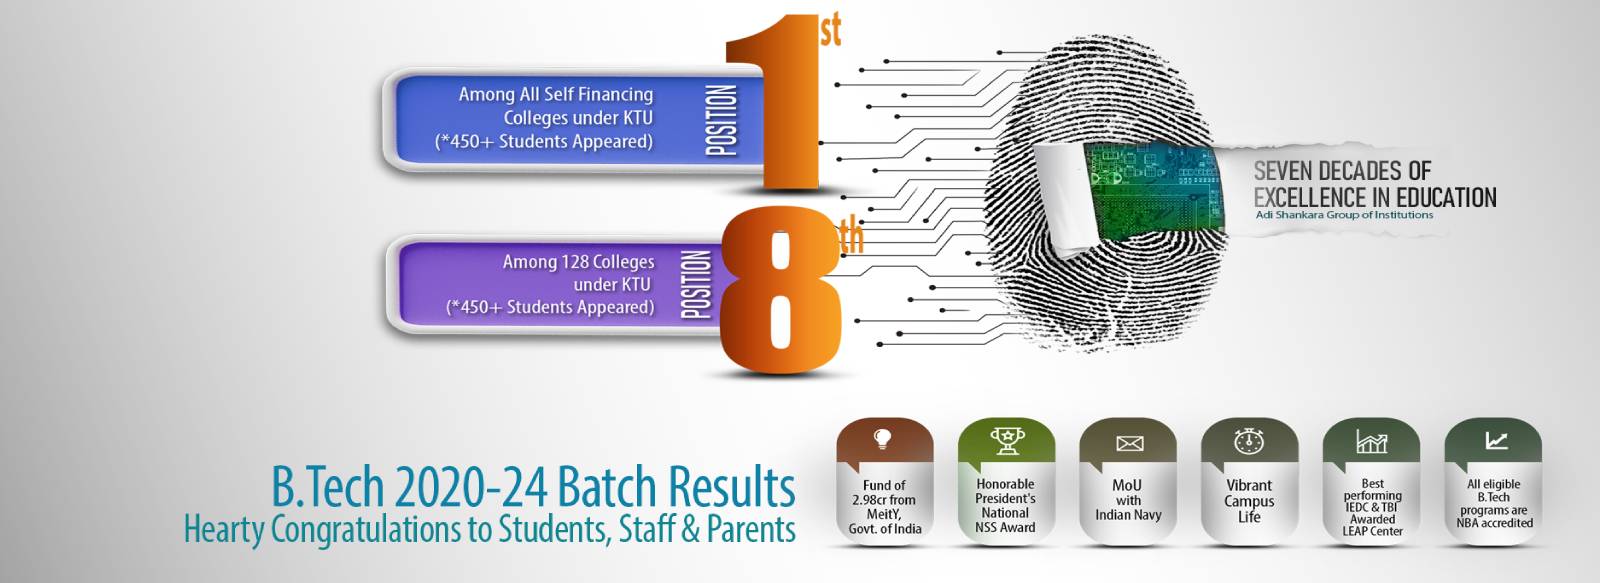 1st
Among All Self Financing
Colleges under KTU
(*450+ Students Appeared)
POSITION
8th
Among 128 Colleges
under KTU
(*450+ Students Appeared)
POSITION
SEVEN DECADES OF
EXCELLENCE IN EDUCATION
Adi Shankara Group of Institutions
B.Tech 2020-24 Batch Results
Hearty Congratulations to Students, Staff & Parents
Fund of
2.98cr from
MeitY,
Govt. of India
Honorable
President's
National
NSS Award
MoU
with
Indian Navy
Vibrant
Campus
Life
Best
performing
IEDC & TBI
Awarded
LEAP Center
All eligible
B.Tech
programs are
NBA accredited